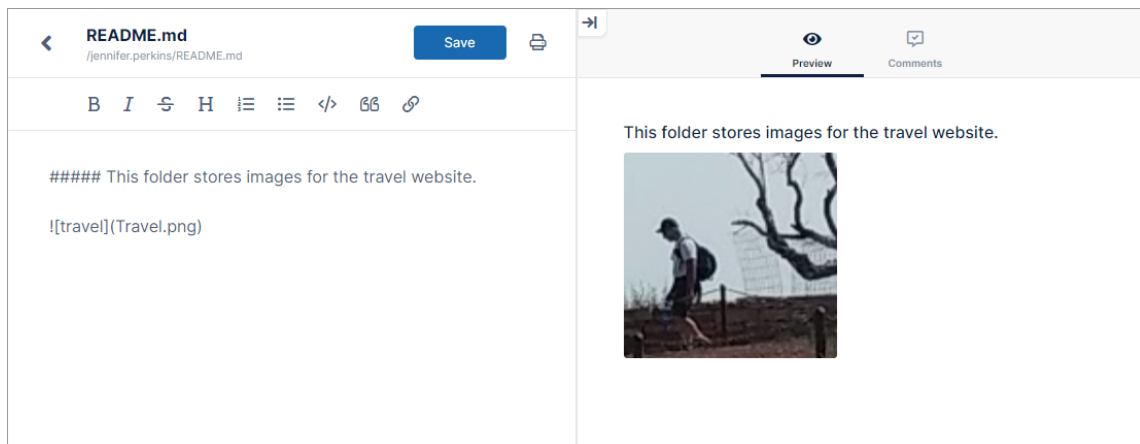 README.md
/jennifer.perkins/README.md
Save
B I S H
##### This folder stores images for the travel website.
![travel](Travel.png)
Preview
Comments
This folder stores images for the travel website.